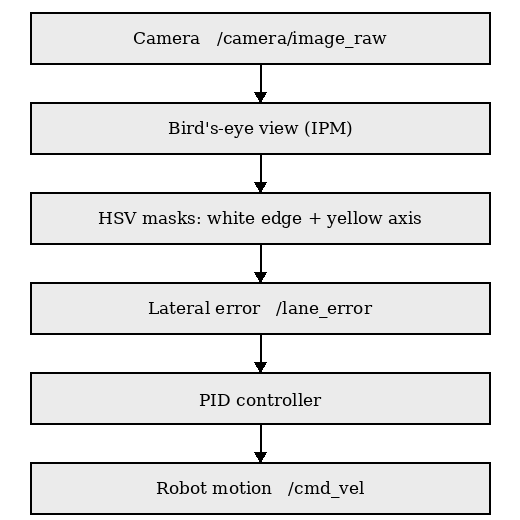 Camera /camera/image_raw
Bird's-eye view (IPM)
HSV masks: white edge + yellow axis
Lateral error /lane_error
PID controller
Robot motion /cmd_vel